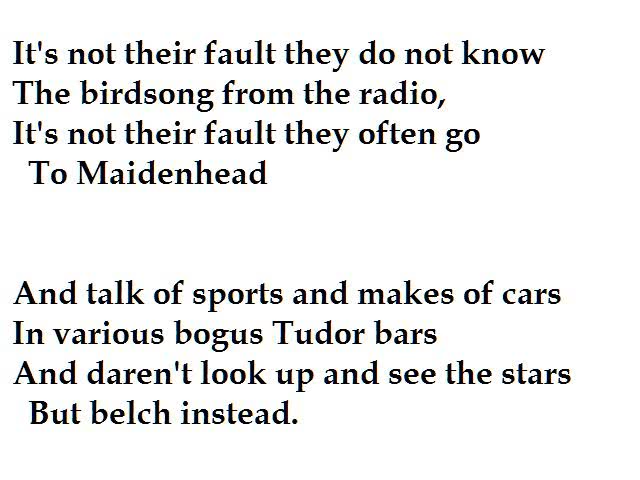 It's not their fault they do not know
The birdsong from the radio,
It's not their fault they often go
To Maidenhead
And talk of sports and makes of cars
In various bogus Tudor bars
And daren't look up and see the stars
But belch instead.